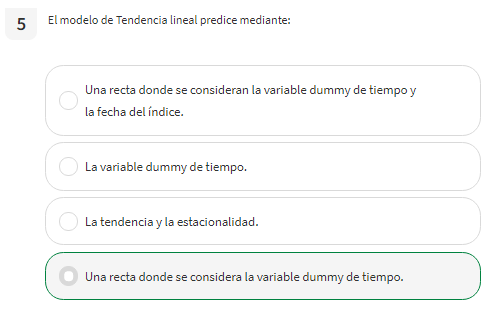 5
El modelo de Tendencia lineal predice mediante:
Una recta donde se consideran la variable dummy de tiempo y
la fecha del índice.
La variable dummy de tiempo.
La tendencia y la estacionalidad.
Una recta donde se considera la variable dummy de tiempo.